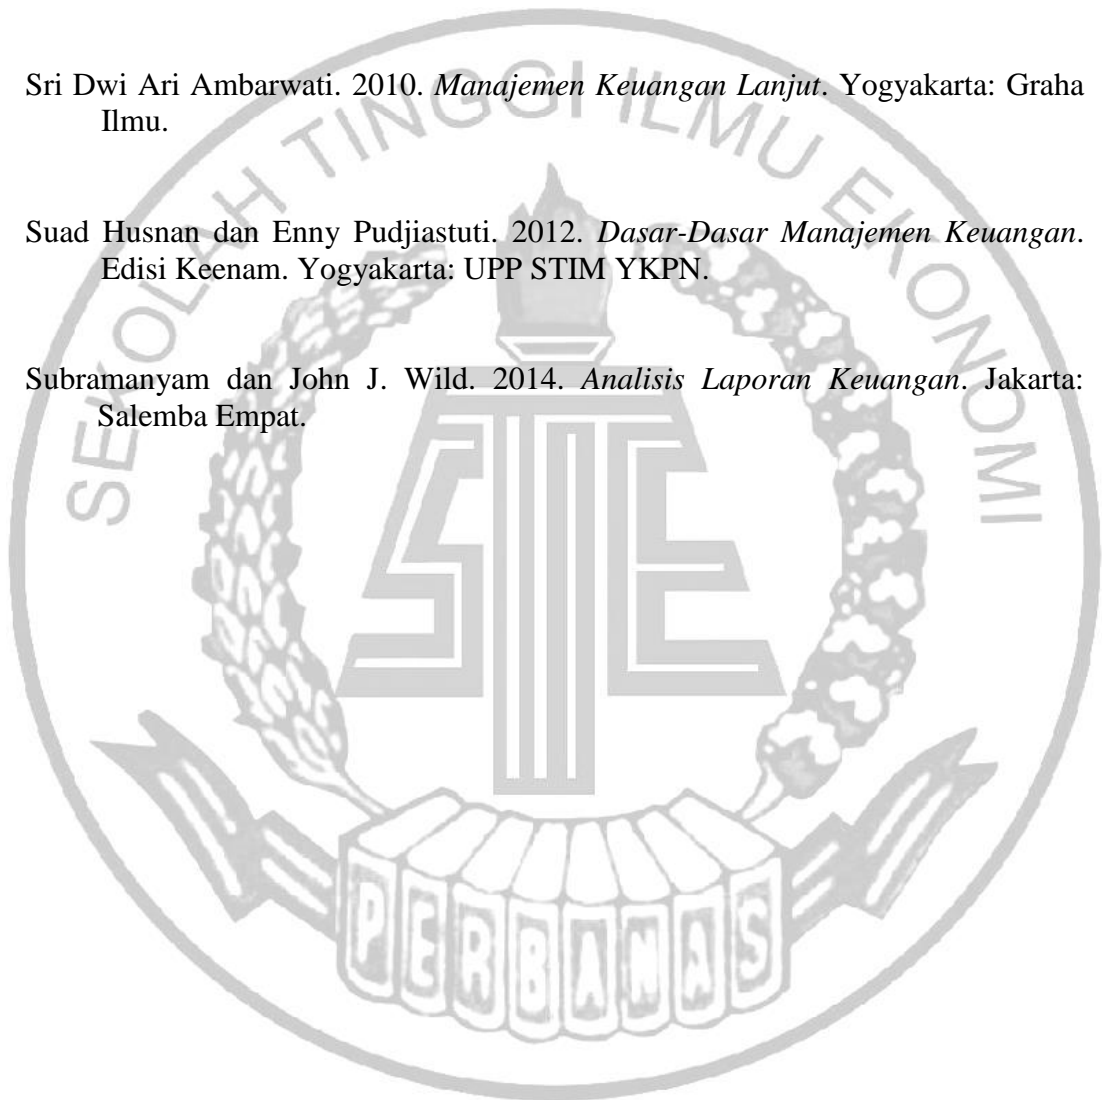 Sri Dwi Ari Ambarwati. 2010. Manajemen Keuangan Lanjut. Yogyakarta: Graha
Ilmu.
Suad Husnan dan Enny Pudjiastuti. 2012. Dasar-Dasar Manajemen Keuangan.
Edisi Keenam. Yogyakarta: UPP STIM YKPN.
Subramanyam dan John J. Wild. 2014. Analisis Laporan Keuangan. Jakarta:
Salemba Empat.
SEKOLAH TINGGI ILMU EKONOMI
STIE
PERBANAS